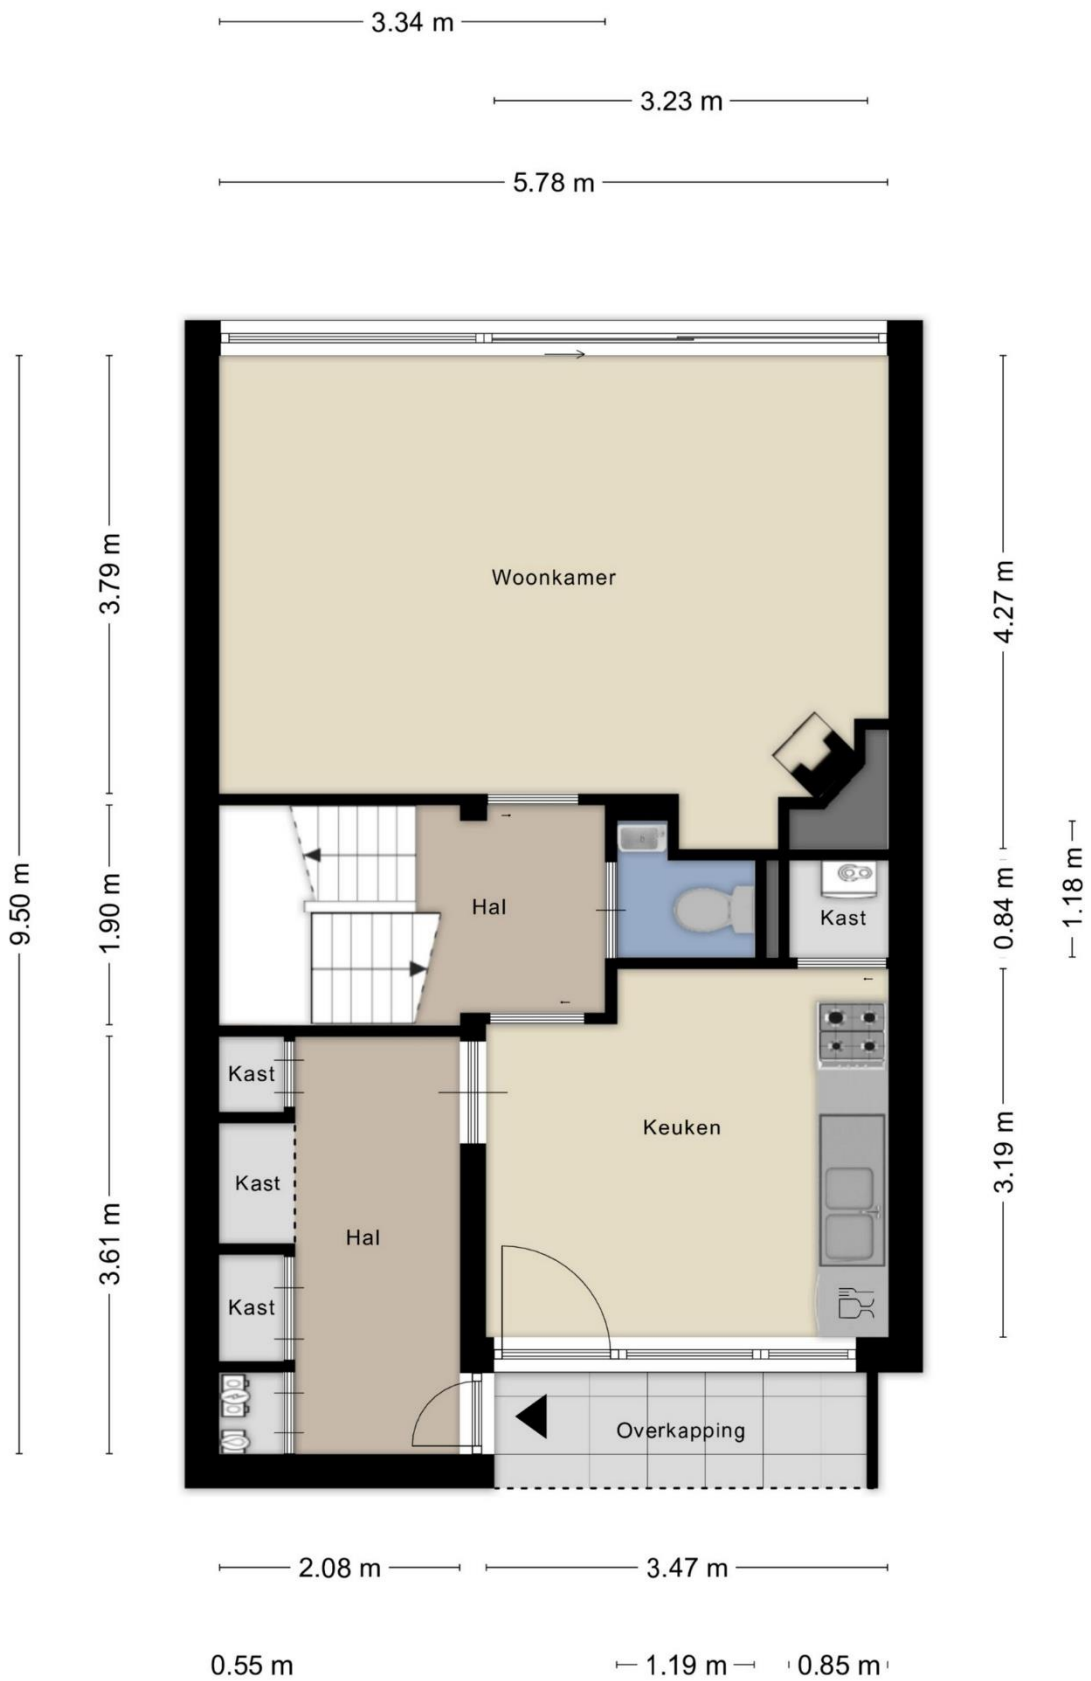 3.34 m
3.23 m
5.78 m
Woonkamer
3.79 m
4.27 m
9.50 m
1.90 m
Hal
Kast
0.84 m
1.18 m
Kast
Keuken
Kast
Hal
3.61 m
3.19 m
Kast
Overkapping
2.08 m
3.47 m
0.55 m
1.19 m
0.85 m